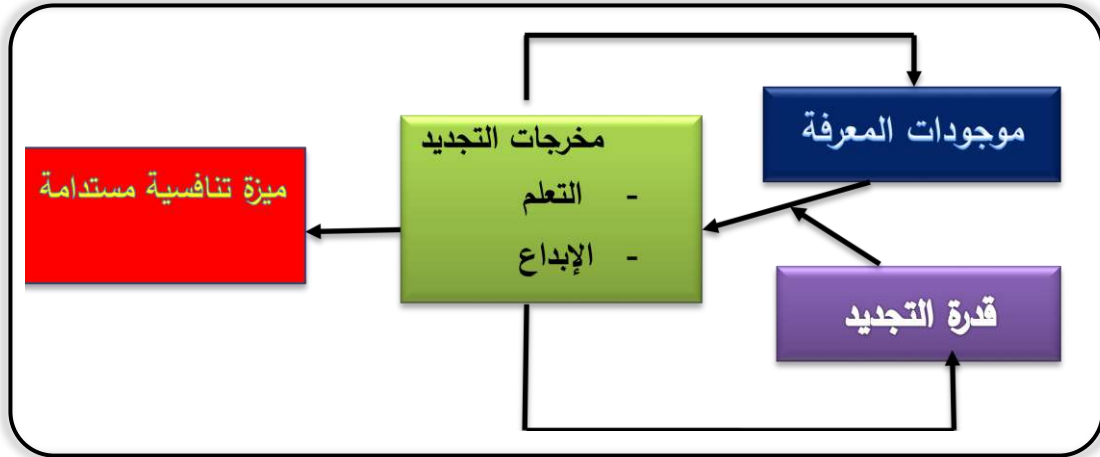 موجودات المعرفة
مخرجات التجديد
- التعلم
- الإبداع
ميزة تنافسية مستدامة
قدرة التجديد